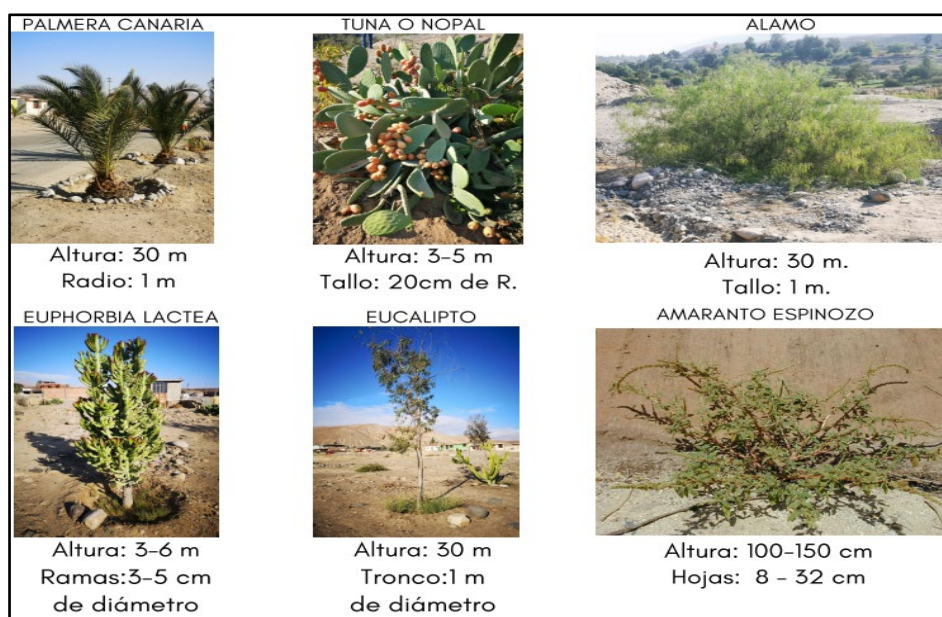 PALMERA CANARIA
Altura: 30 m
Radio: 1 m
TUNA O NOPAL
Altura: 3-5 m
Tallo: 20cm de R.
ALAMO
Altura: 30 m.
Tallo: 1 m.
EUPHORBIA LACTEA
Altura: 3-6 m
Ramas:3-5 cm
de diámetro
EUCALIPTO
Altura: 30 m
Tronco:1 m
de diámetro
AMARANTO ESPINOZO
Altura: 100-150 cm
Hojas: 8 - 32 cm